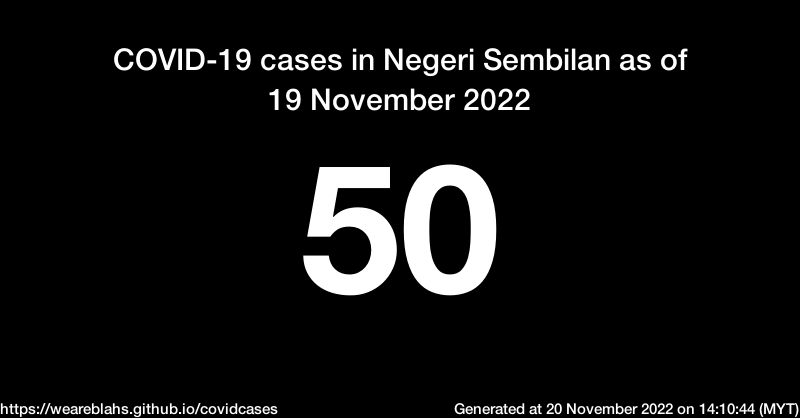 COVID-19 cases in Negeri Sembilan as of
19 November 2022
50
https://weareblahs.github.io/covidcases
Generated at 20 November 2022 on 14:10:44 (MYT)